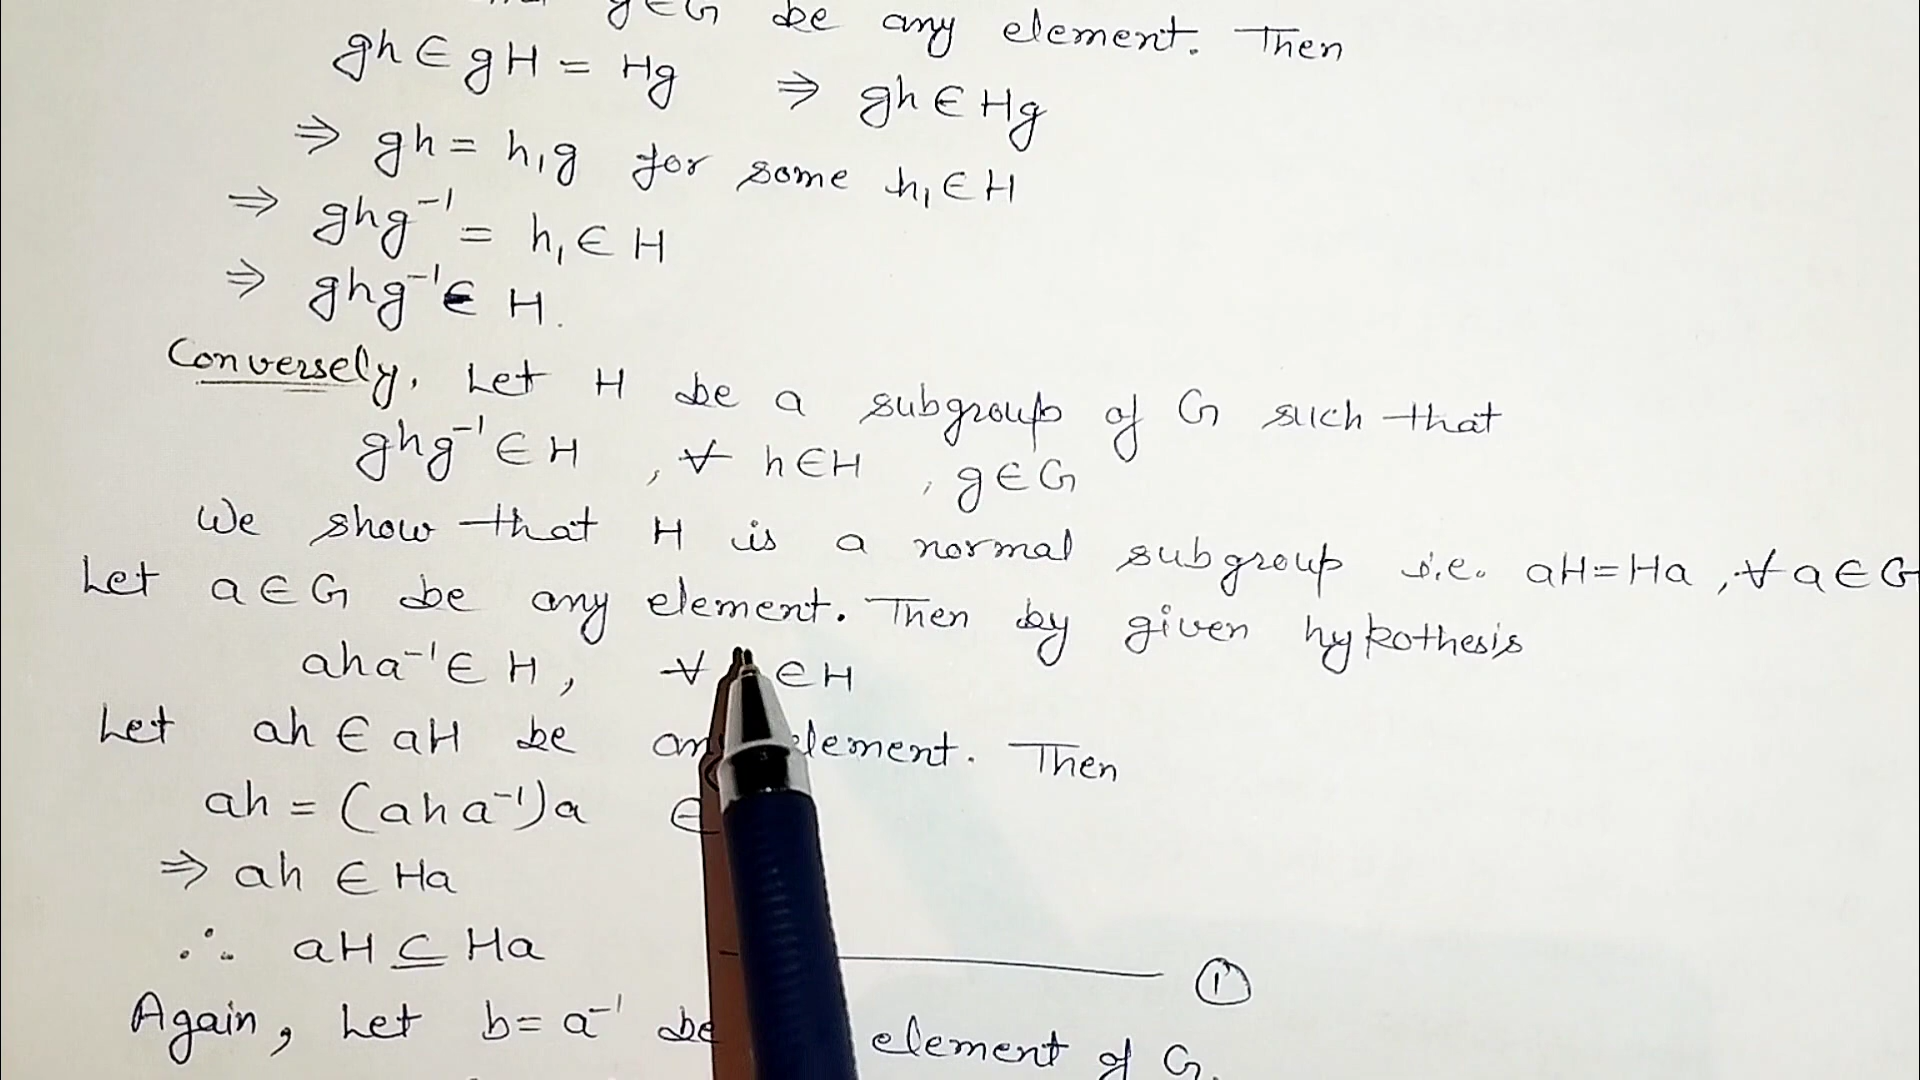 g∈G be any element. Then
gh ∈ gH = Hg ⇒ gh ∈ Hg
⇒ gh = h₁g for some h₁ ∈ H
⇒ ghg⁻¹ = h₁ ∈ H
⇒ ghg⁻¹ ∈ H.
Conversely, Let H be a subgroup of G such that
ghg⁻¹ ∈ H , ∀ h∈H , g∈G
We show that H is a normal subgroup i.e. aH=Ha , ∀ a∈G
Let a∈G be any element. Then by given hypothesis
aha⁻¹ ∈ H, ∀ ∈H
Let ah ∈ aH be element. Then
ah = (aha⁻¹)a ∈
⇒ ah ∈ Ha
∴ aH ⊆ Ha ①
Again, Let b = a⁻¹ be element of G.